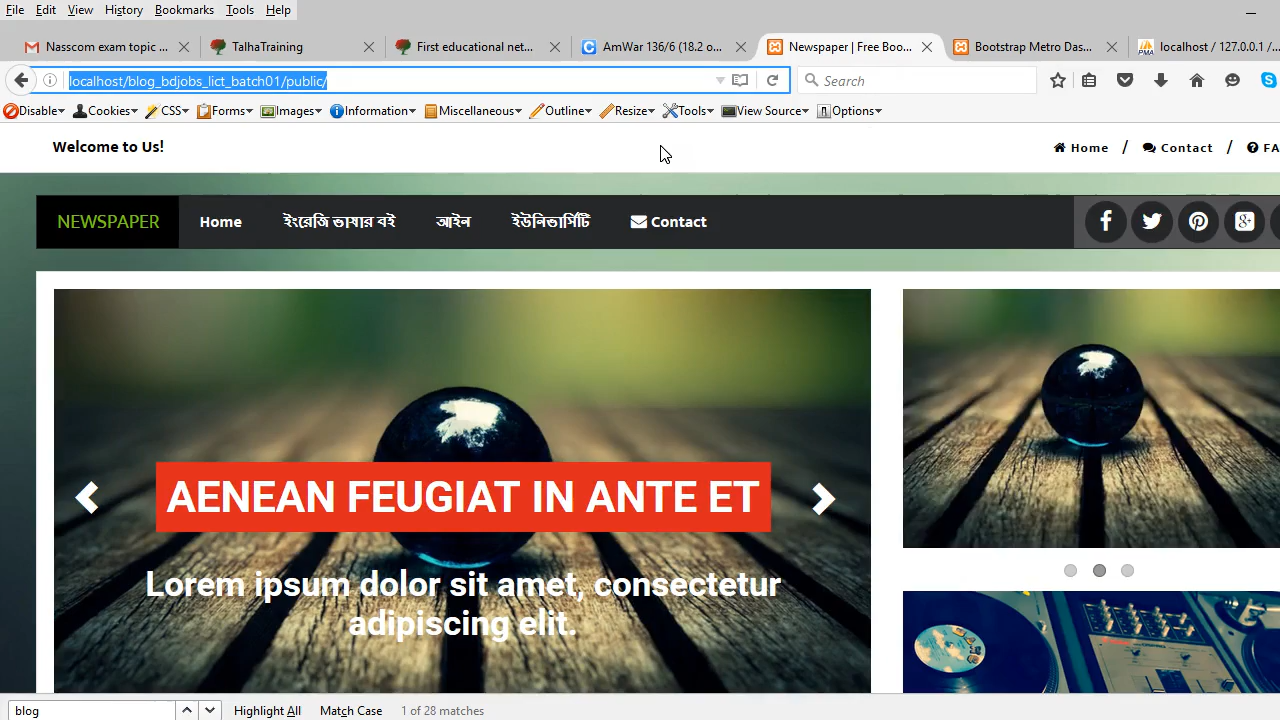 File Edit View History Bookmarks Tools Help
Nasscom exam topic ... TalhaTraining First educational net... AmWar 136/6 (18.2 o... Newspaper | Free Boo... Bootstrap Metro Das... localhost / 127.0.0.1 /...
localhost/blog_bdjobs_lict_batch01/public/ Search
Disable Cookies CSS Forms Images Information Miscellaneous Outline Resize Tools View Source Options
Welcome to Us! Home / Contact / FA
NEWSPAPER Home ইংরেজি ভাষার বই আইন ইউনিভার্সিটি Contact
AENEAN FEUGIAT IN ANTE ET
Lorem ipsum dolor sit amet, consectetur
adipiscing elit.
blog Highlight All Match Case 1 of 28 matches